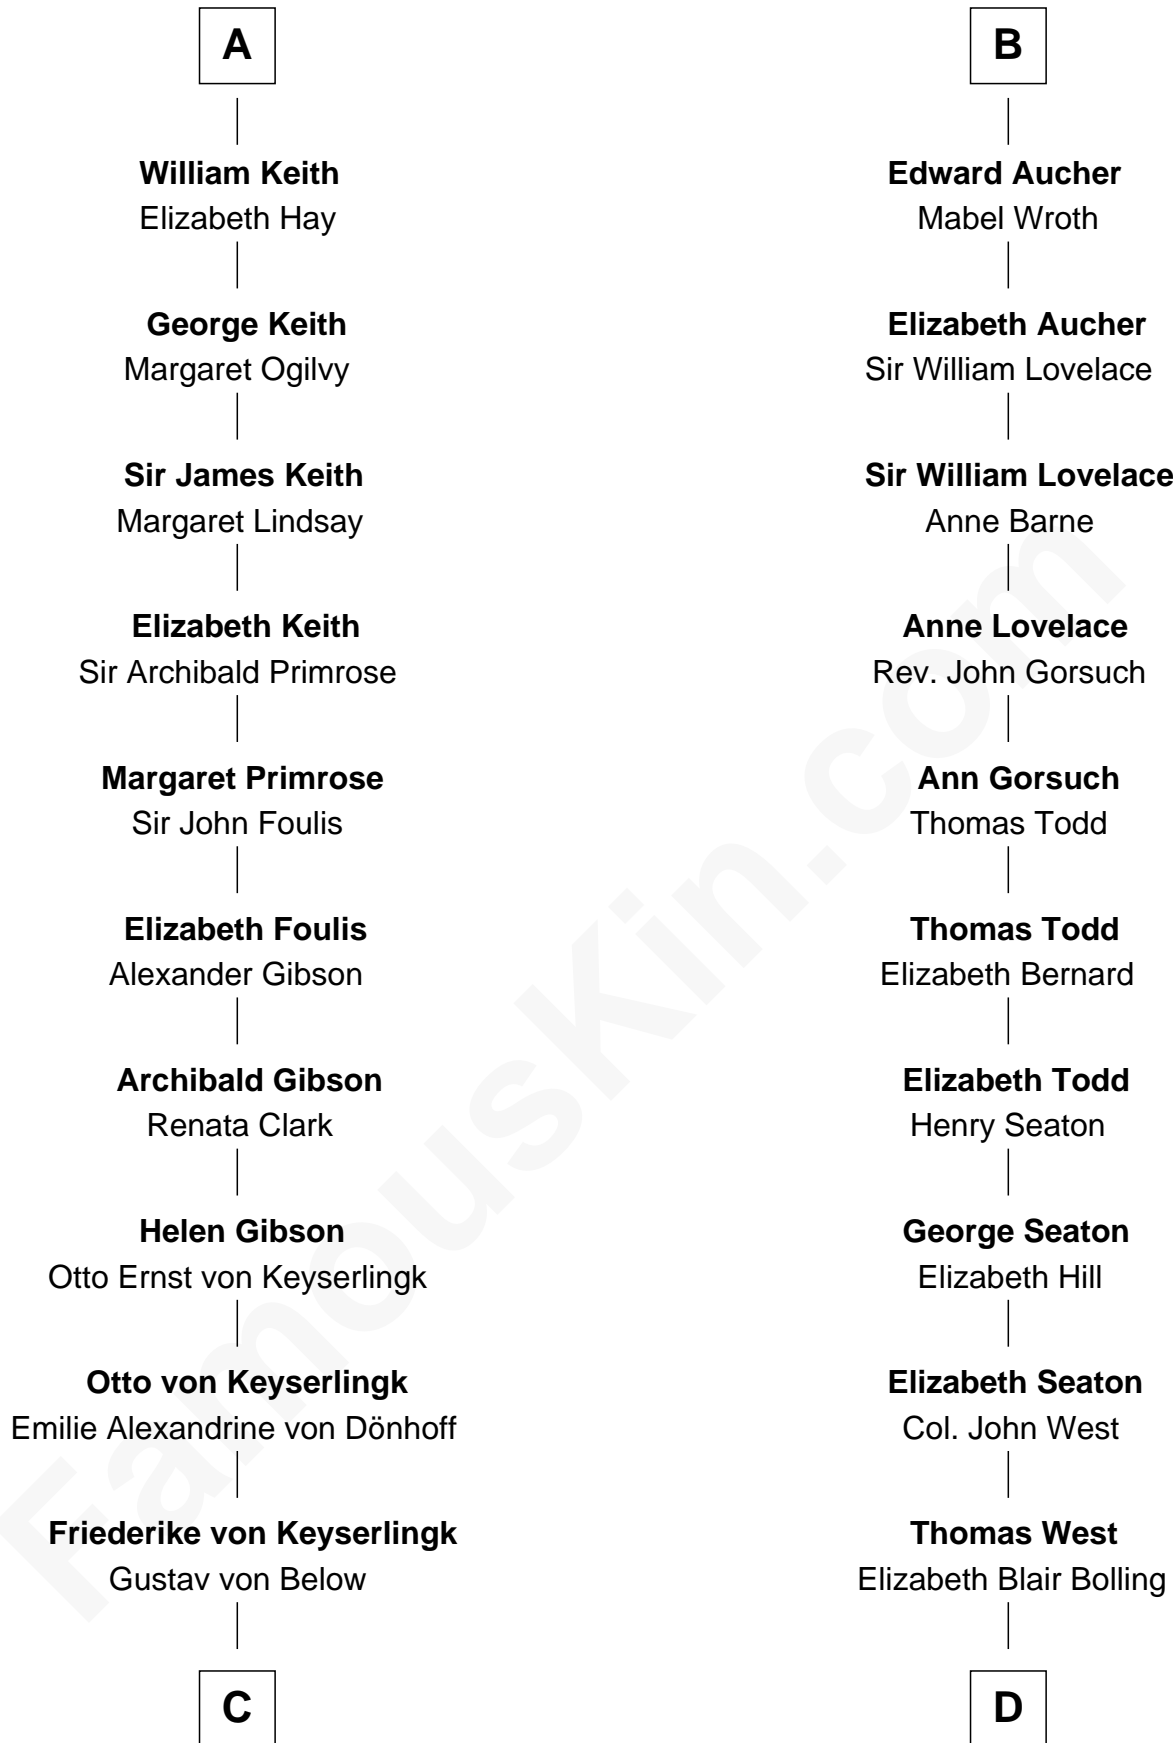 A
William Keith
Elizabeth Hay
George Keith
Margaret Ogilvy
Sir James Keith
Margaret Lindsay
Elizabeth Keith
Sir Archibald Primrose
Margaret Primrose
Sir John Foulis
Elizabeth Foulis
Alexander Gibson
Archibald Gibson
Renata Clark
Helen Gibson
Otto Ernst von Keyserlingk
Otto von Keyserlingk
Emilie Alexandrine von Dönhoff
Friederike von Keyserlingk
Gustav von Below
C
B
Edward Aucher
Mabel Wroth
Elizabeth Aucher
Sir William Lovelace
Sir William Lovelace
Anne Barne
Anne Lovelace
Rev. John Gorsuch
Ann Gorsuch
Thomas Todd
Thomas Todd
Elizabeth Bernard
Elizabeth Todd
Henry Seaton
George Seaton
Elizabeth Hill
Elizabeth Seaton
Col. John West
Thomas West
Elizabeth Blair Bolling
D
FamousKin.com